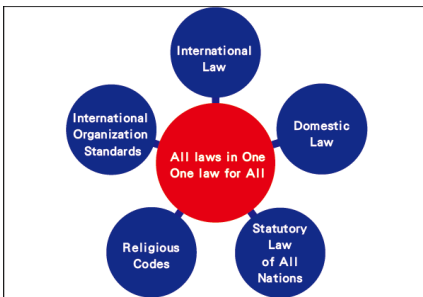 International
Law
International
Organization
Standards
Domestic
Law
All laws in One
One law for All
Religious
Codes
Statutory
Law
of All
Nations